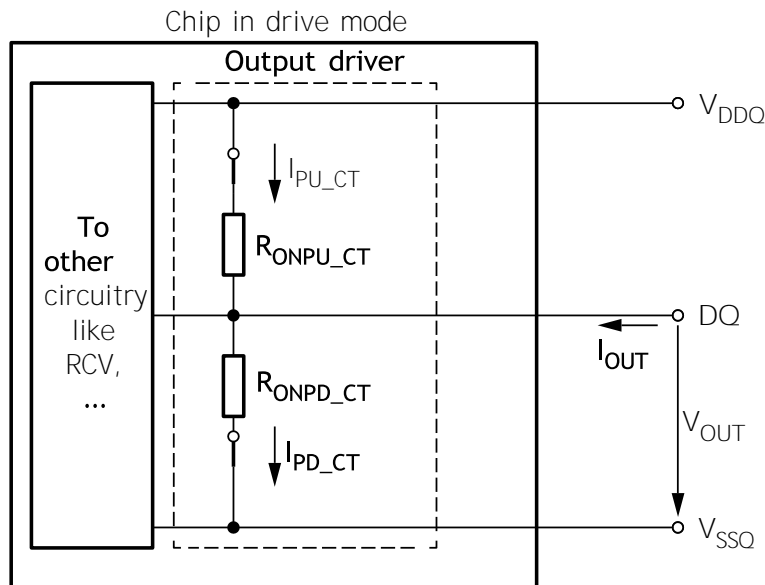 Chip in drive mode
Output driver
V_DDQ
I_PU_CT
To
other
circuitry
like
RCV,
...
R_ONPU_CT
DQ
I_OUT
R_ONPD_CT
V_OUT
I_PD_CT
V_SSQ